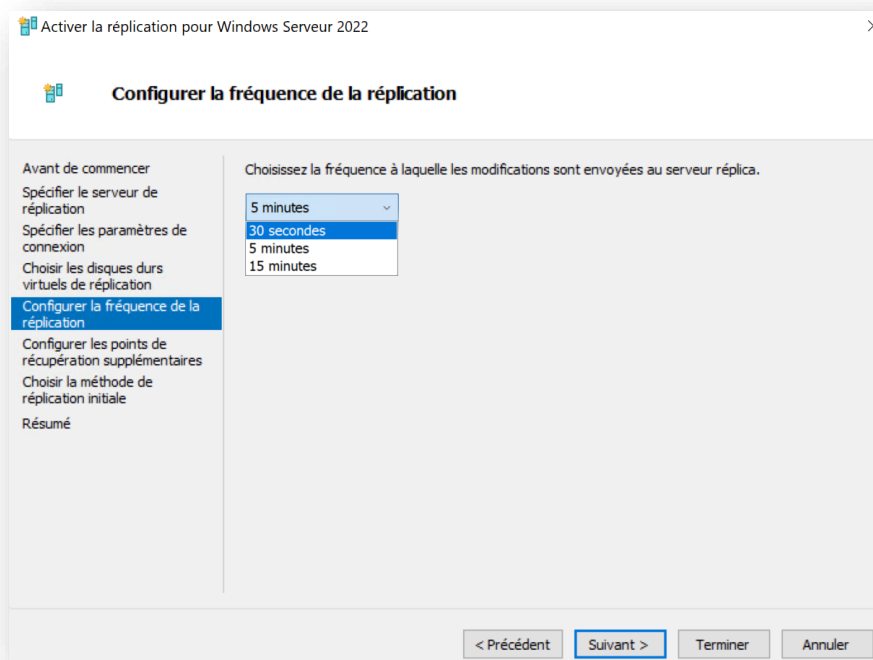 Activer la réplication pour Windows Serveur 2022
Configurer la fréquence de la réplication
Avant de commencer
Spécifier le serveur de
réplication
Spécifier les paramètres de
connexion
Choisir les disques durs
virtuels de réplication
Configurer la fréquence de la
réplication
Configurer les points de
récupération supplémentaires
Choisir la méthode de
réplication initiale
Résumé
Choisissez la fréquence à laquelle les modifications sont envoyées au serveur réplica.
5 minutes
30 secondes
5 minutes
15 minutes
< Précédent
Suivant >
Terminer
Annuler